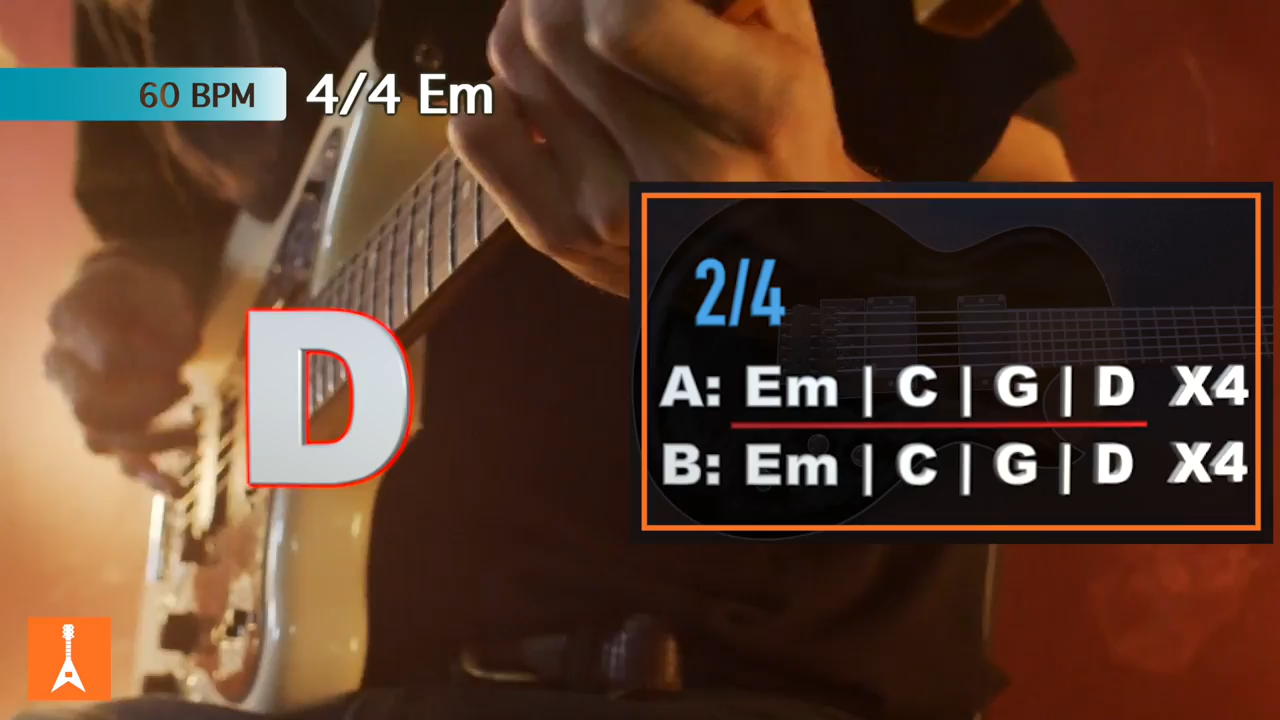 60 BPM 4/4 Em
2/4
A: Em | C | G | D X4
B: Em | C | G | D X4
D